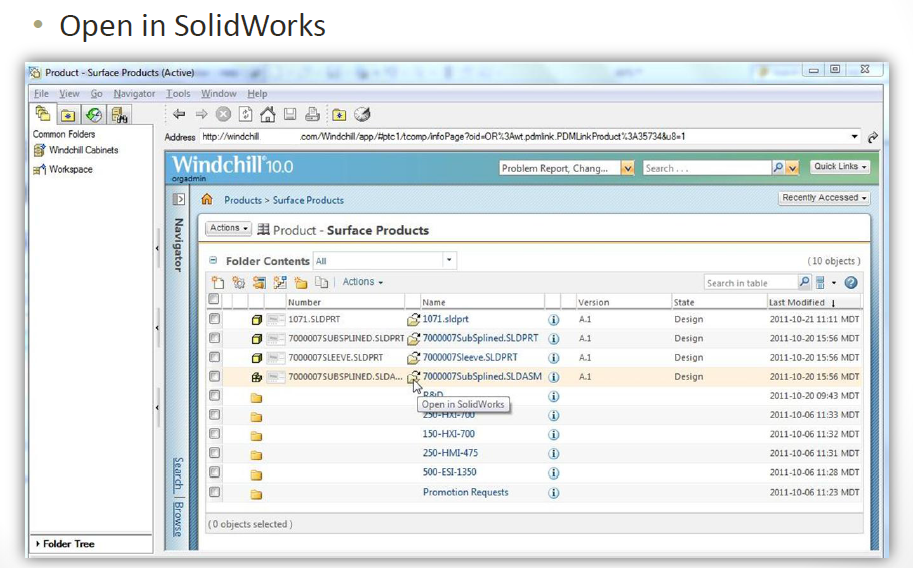 • Open in SolidWorks
Product - Surface Products (Active)
File View Go Navigator Tools Window Help
Common Folders
Windchill Cabinets
Workspace
Address http://windchill .com/Windchill/app/#ptc1/tcomp/infoPage?oid=OR%3Awt.pdmlink.PDMLinkProduct%3A35734&u8=1
Windchill 10.0
orgadmin
Problem Report, Chang... Search . . . Quick Links
Products > Surface Products Recently Accessed
Navigator
Actions Product - Surface Products
Folder Contents All (10 objects )
Actions Search in table
Number Name Version State Last Modified
1071.SLDPRT 1071.sldprt A.1 Design 2011-10-21 11:11 MDT
7000007SUBSPLINED.SLDPRT 7000007SubSplined.SLDPRT A.1 Design 2011-10-20 15:56 MDT
7000007SLEEVE.SLDPRT 7000007Sleeve.SLDPRT A.1 Design 2011-10-20 15:56 MDT
7000007SUBSPLINED.SLDA... 7000007SubSplined.SLDASM A.1 Design 2011-10-20 15:56 MDT
R&D 2011-10-20 09:43 MDT
Open in SolidWorks
250-HXI-700 2011-10-06 11:33 MDT
150-HXI-700 2011-10-06 11:32 MDT
250-HMI-475 2011-10-06 11:31 MDT
500-ESI-1350 2011-10-06 11:28 MDT
Promotion Requests 2011-10-06 11:23 MDT
Search | Browse
(0 objects selected )
Folder Tree